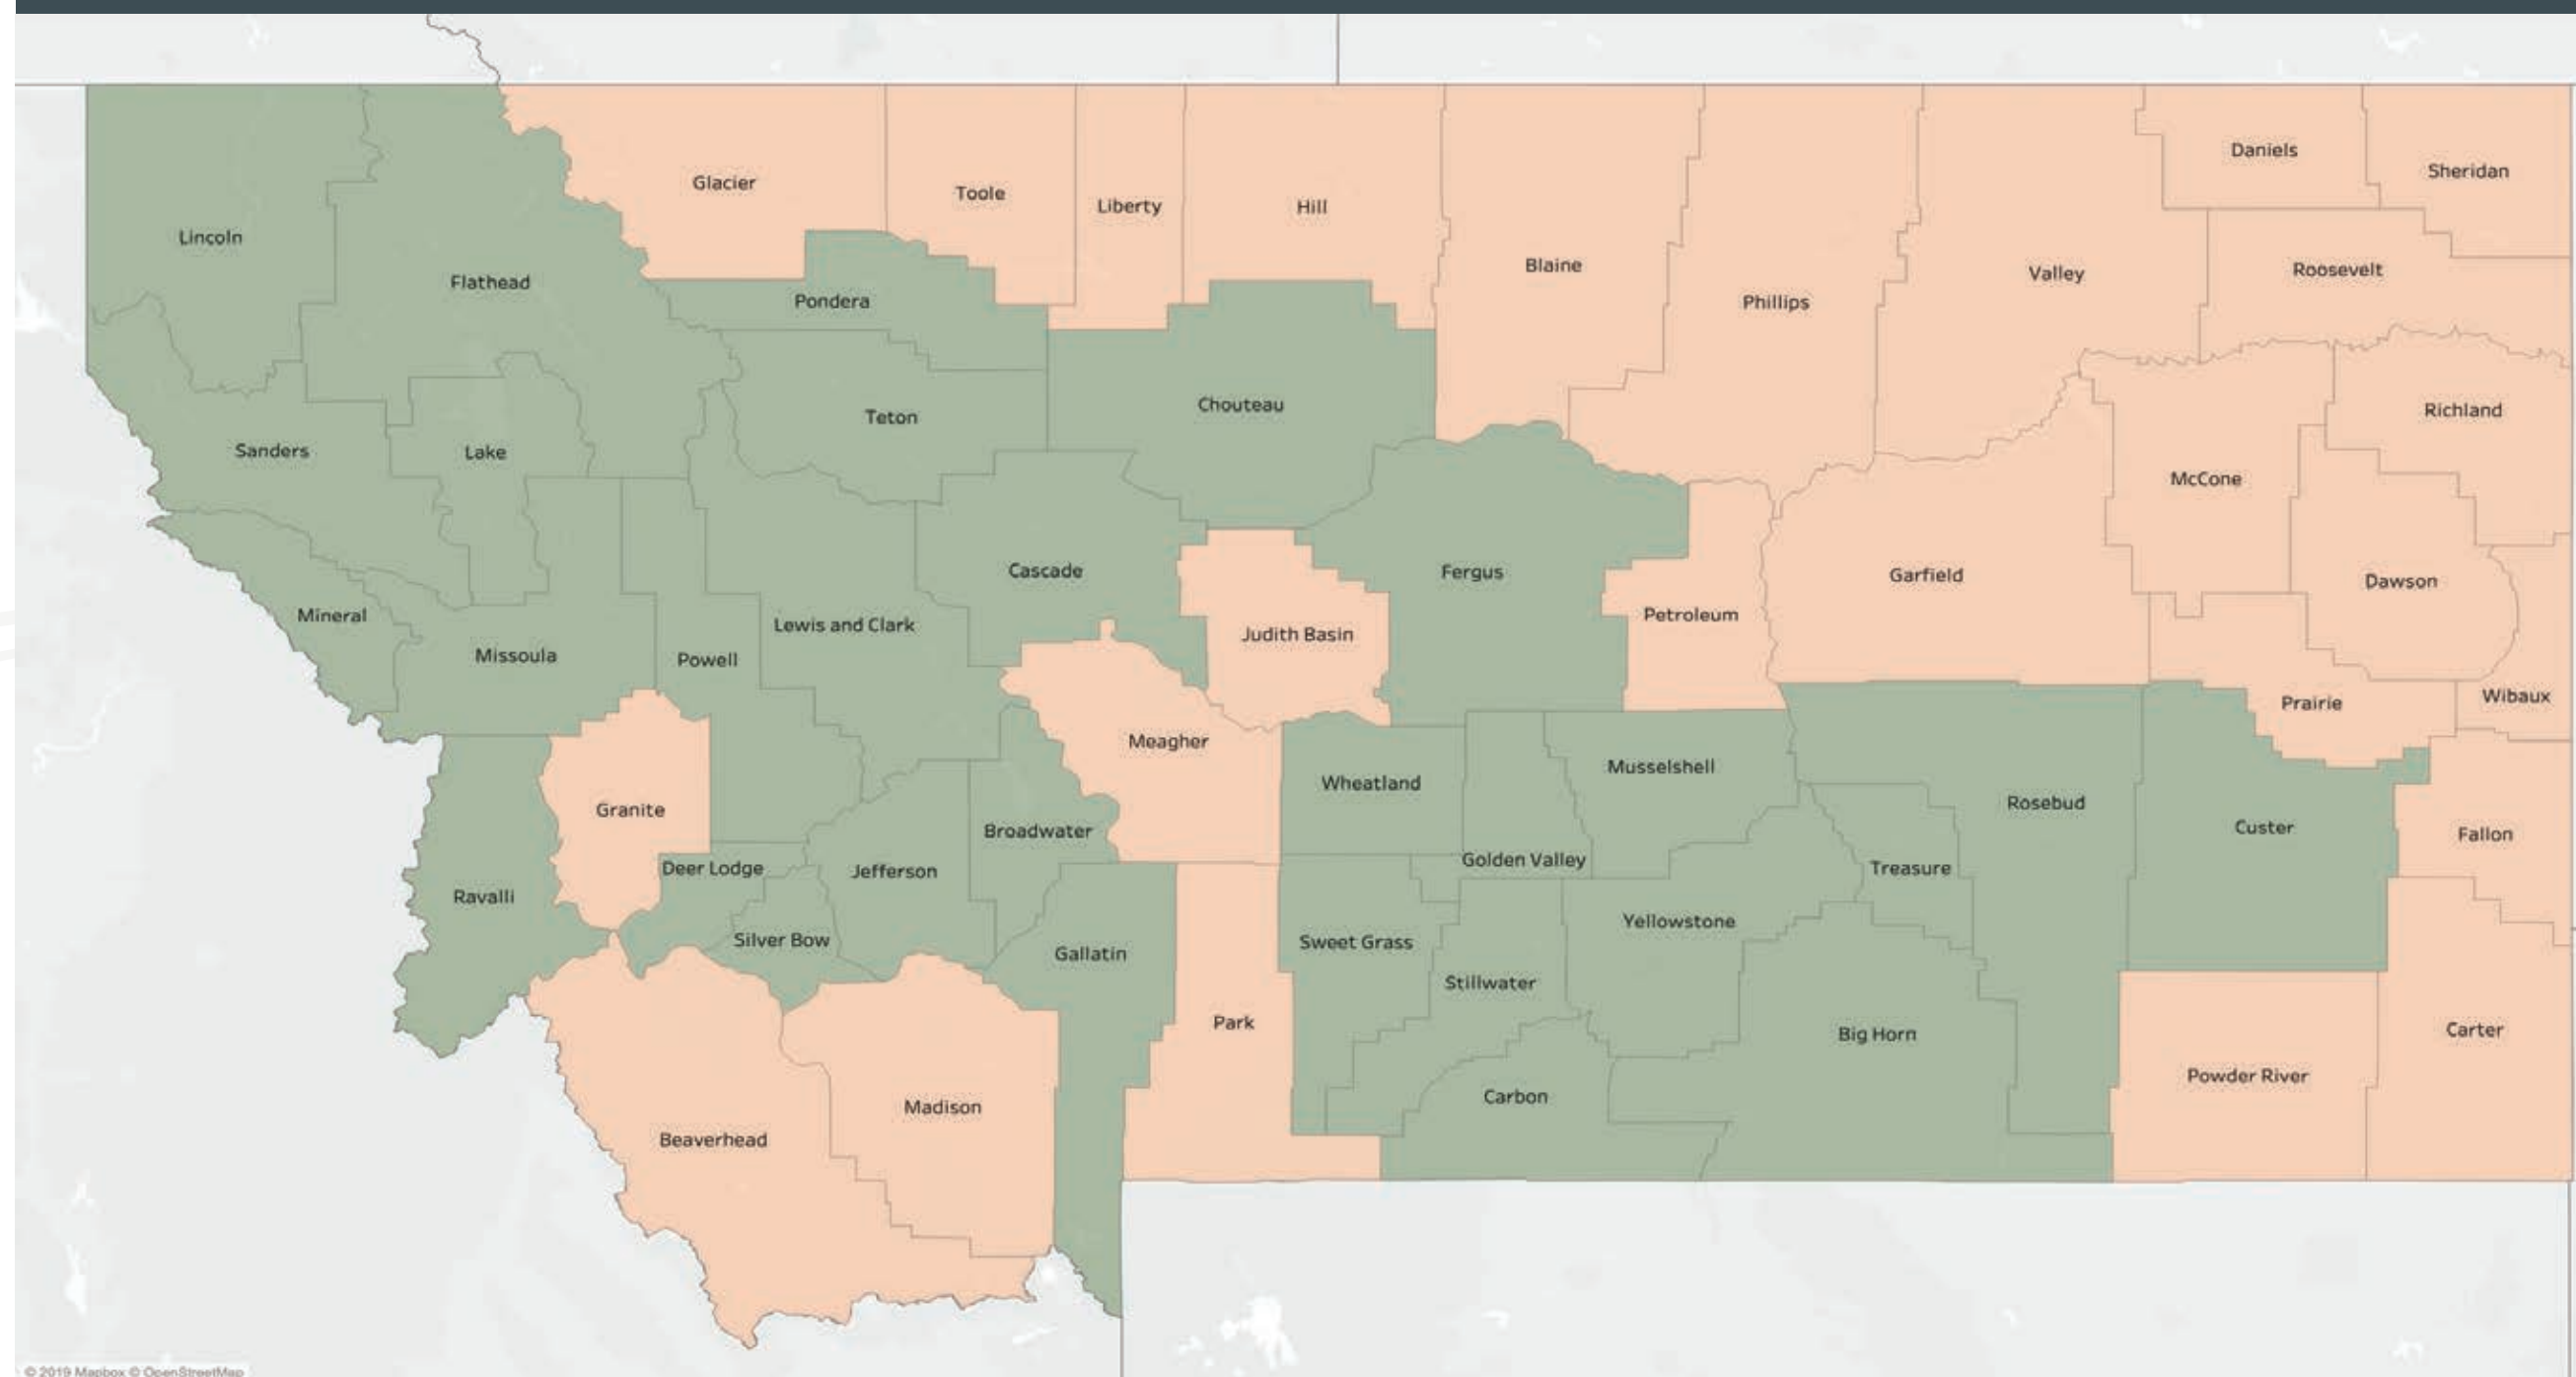 Daniels
Sheridan
Glacier
Toole
Liberty
Hill
Lincoln
Blaine
Valley
Roosevelt
Flathead
Pondera
Phillips
Chouteau
Richland
Teton
Sanders
Lake
McCone
Cascade
Fergus
Garfield
Dawson
Mineral
Petroleum
Lewis and Clark
Judith Basin
Missoula
Powell
Wibaux
Prairie
Meagher
Musselshell
Wheatland
Rosebud
Granite
Custer
Broadwater
Fallon
Golden Valley
Deer Lodge
Jefferson
Treasure
Ravalli
Yellowstone
Silver Bow
Sweet Grass
Gallatin
Stillwater
Park
Carter
Big Horn
Powder River
Carbon
Madison
Beaverhead
© 2019 Mapbox © OpenStreetMap